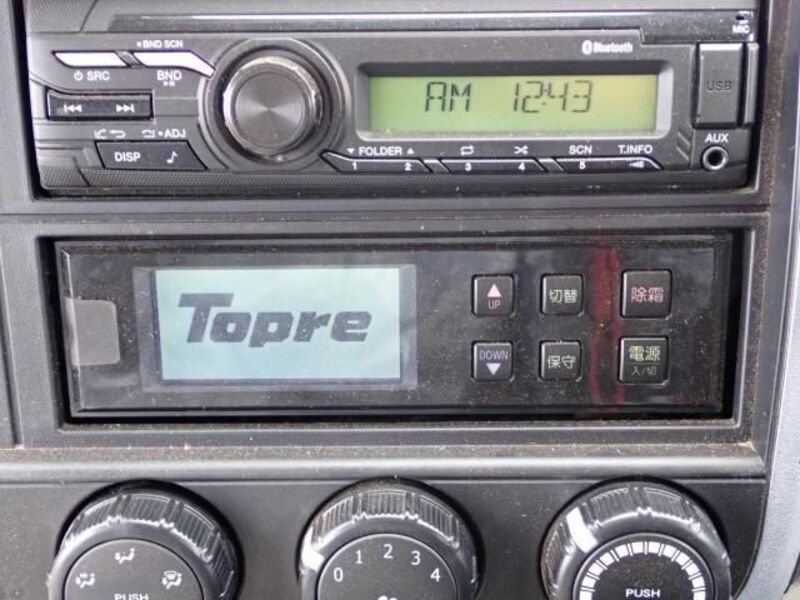 MIC
BND SCN
Bluetooth
SRC
BND
USB
AM 12:43
ADJ
DISP
AUX
FOLDER
SCN
T.INFO
1
2
3
4
5
Topre
UP
切替
除霜
DOWN
保守
電源
入/切
0 1 2 3 4
PUSH
PUSH